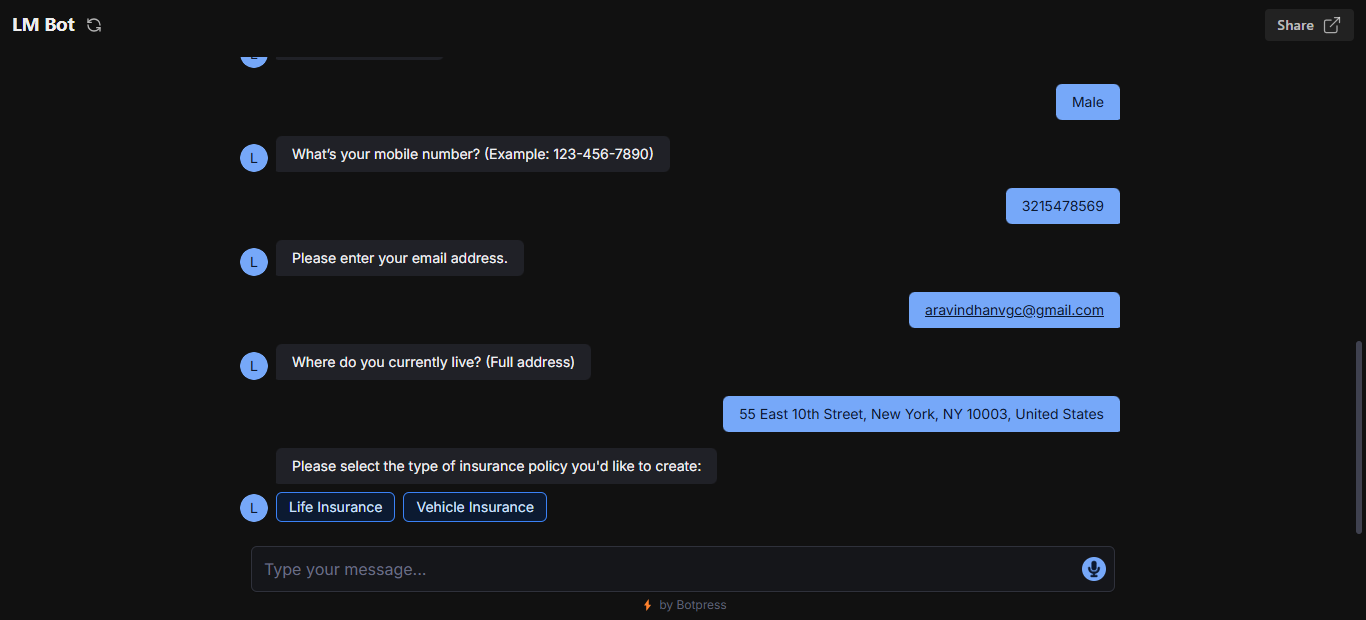 LM Bot
Share
Male
L
What's your mobile number? (Example: 123-456-7890)
3215478569
L
Please enter your email address.
aravindhanvgc@gmail.com
L
Where do you currently live? (Full address)
55 East 10th Street, New York, NY 10003, United States
Please select the type of insurance policy you'd like to create:
L
Life Insurance
Vehicle Insurance
Type your message...
by Botpress